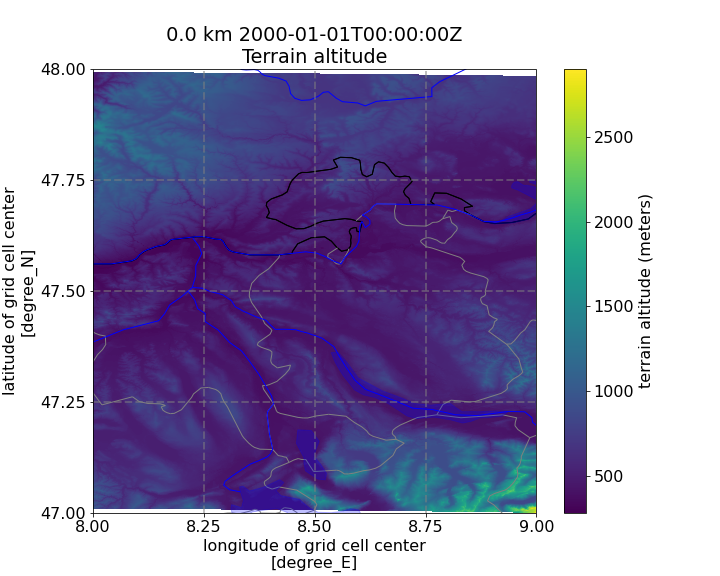 0.0 km 2000-01-01T00:00:00Z
Terrain altitude
48.00
47.75
47.50
47.25
47.00
8.00
8.25
8.50
8.75
9.00
longitude of grid cell center
[degree_E]
latitude of grid cell center
[degree_N]
2500
2000
1500
1000
500
terrain altitude (meters)